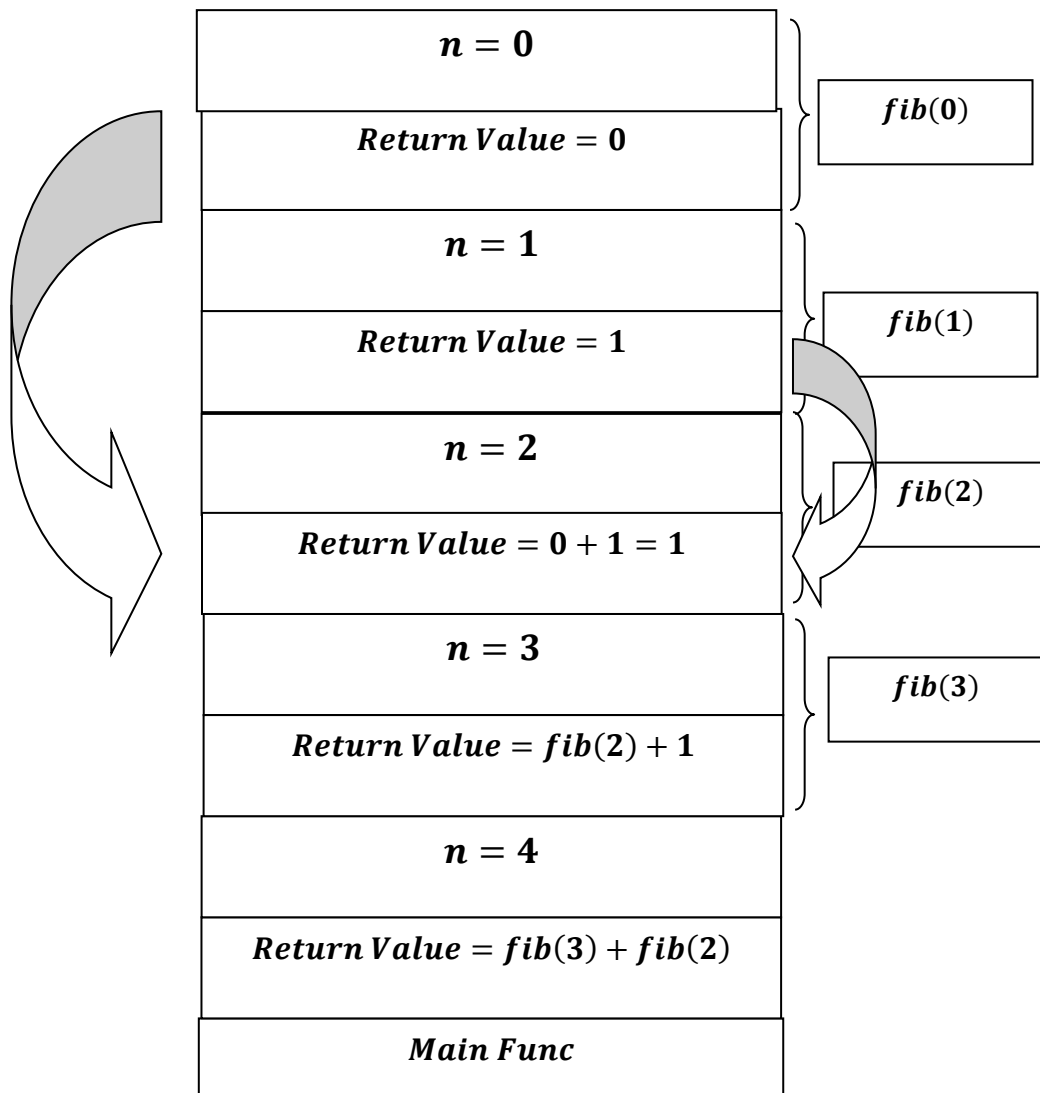 n = 0
fib(0)
Return Value = 0
n = 1
fib(1)
Return Value = 1
n = 2
fib(2)
Return Value = 0 + 1 = 1
n = 3
fib(3)
Return Value = fib(2) + 1
n = 4
Return Value = fib(3) + fib(2)
Main Func